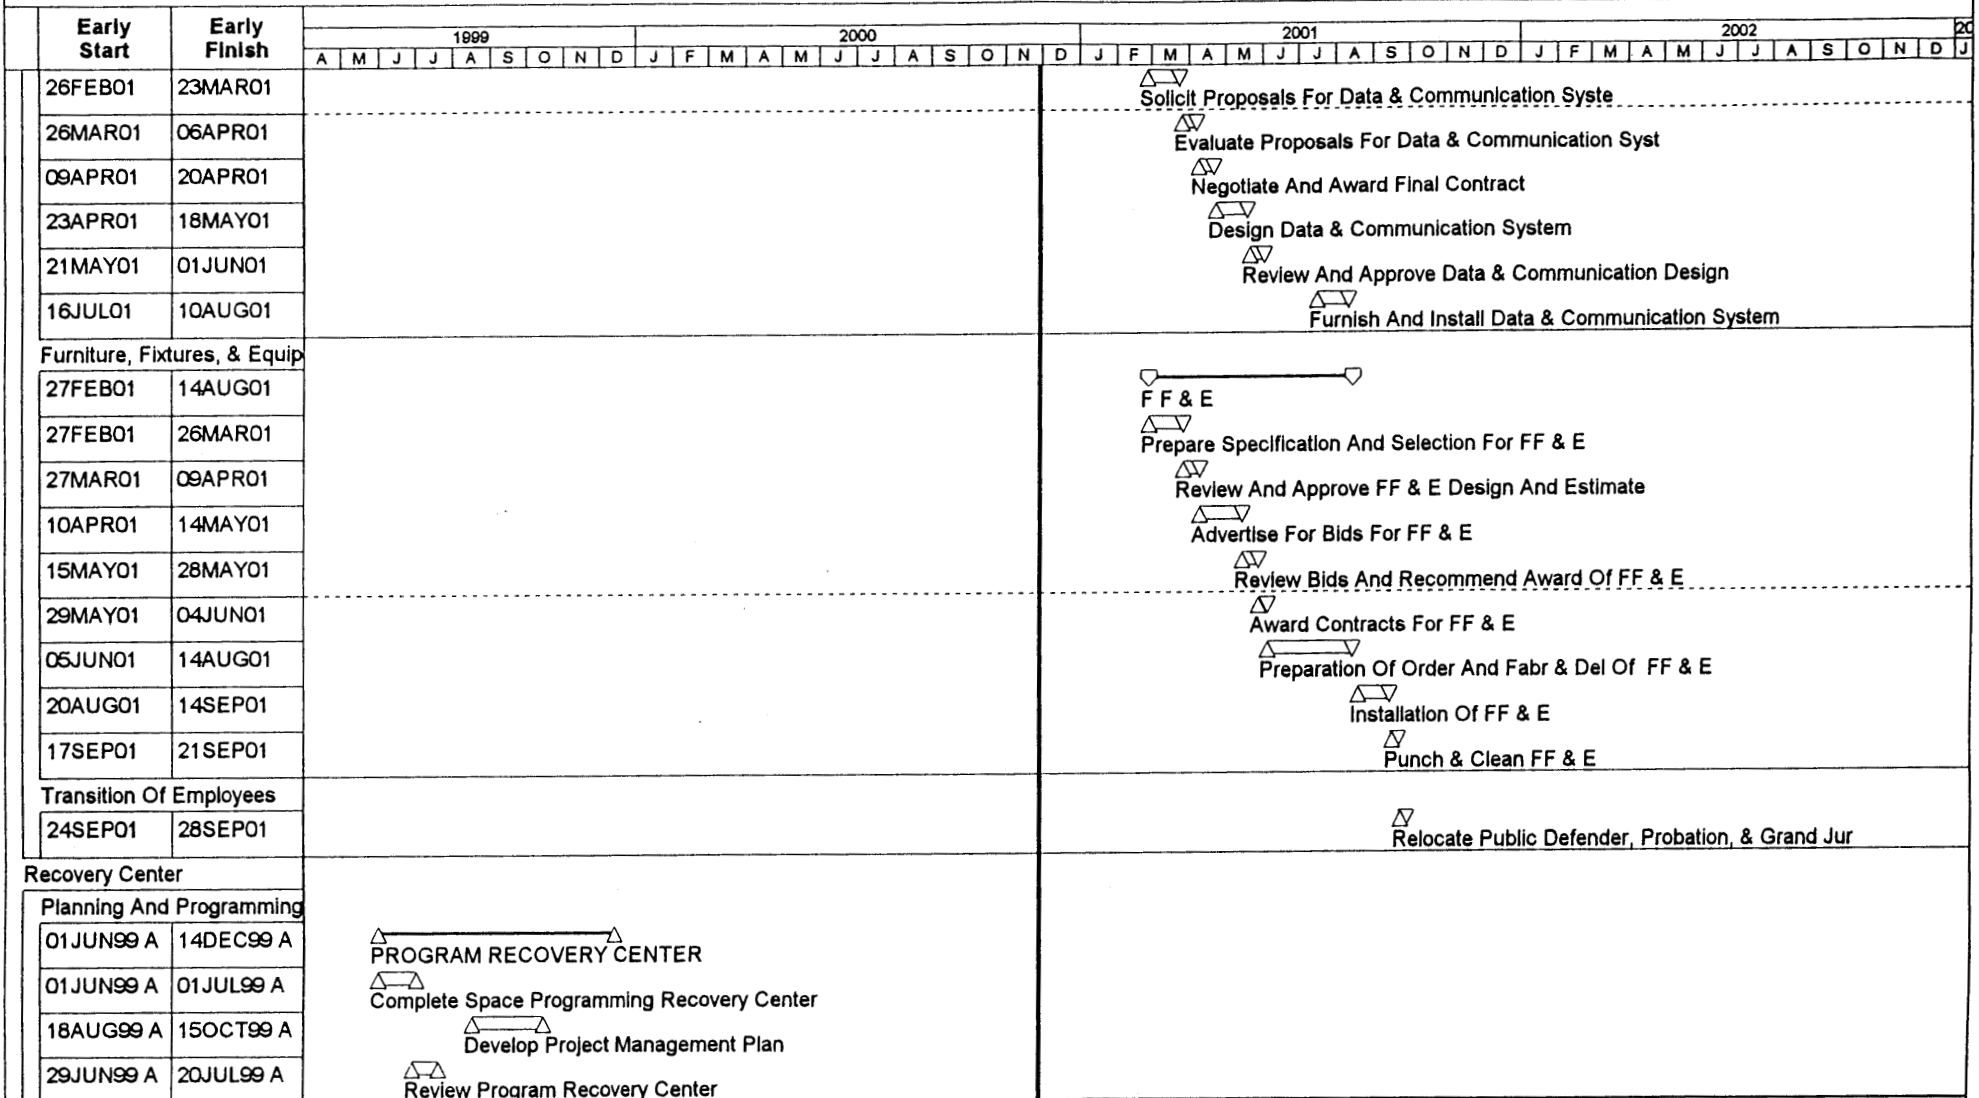 Early Start Early Finish
1999 2000 2001 2002 20
A M J J A S O N D J F M A M J J A S O N D J F M A M J J A S O N D J F M A M J J A S O N D J
26FEB01 23MAR01 Solicit Proposals For Data & Communication Syste
26MAR01 06APR01 Evaluate Proposals For Data & Communication Syst
09APR01 20APR01 Negotiate And Award Final Contract
23APR01 18MAY01 Design Data & Communication System
21MAY01 01JUN01 Review And Approve Data & Communication Design
16JUL01 10AUG01 Furnish And Install Data & Communication System
Furniture, Fixtures, & Equip
27FEB01 14AUG01 F F & E
27FEB01 26MAR01 Prepare Specification And Selection For FF & E
27MAR01 09APR01 Review And Approve FF & E Design And Estimate
10APR01 14MAY01 Advertise For Bids For FF & E
15MAY01 28MAY01 Review Bids And Recommend Award Of FF & E
29MAY01 04JUN01 Award Contracts For FF & E
05JUN01 14AUG01 Preparation Of Order And Fabr & Del Of FF & E
20AUG01 14SEP01 Installation Of FF & E
17SEP01 21SEP01 Punch & Clean FF & E
Transition Of Employees
24SEP01 28SEP01 Relocate Public Defender, Probation, & Grand Jur
Recovery Center
Planning And Programming
01JUN99 A 14DEC99 A PROGRAM RECOVERY CENTER
01JUN99 A 01JUL99 A Complete Space Programming Recovery Center
18AUG99 A 15OCT99 A Develop Project Management Plan
29JUN99 A 20JUL99 A Review Program Recovery Center